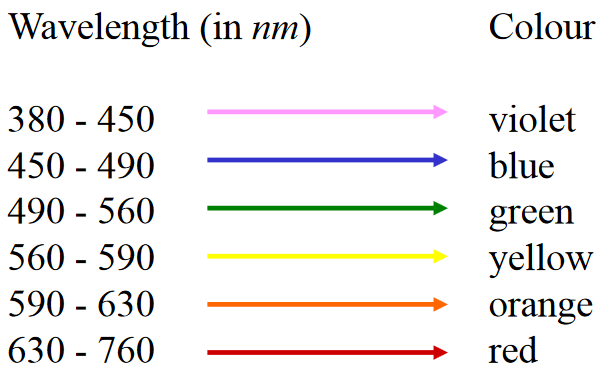 Wavelength (in nm) Colour
380 - 450 violet
450 - 490 blue
490 - 560 green
560 - 590 yellow
590 - 630 orange
630 - 760 red